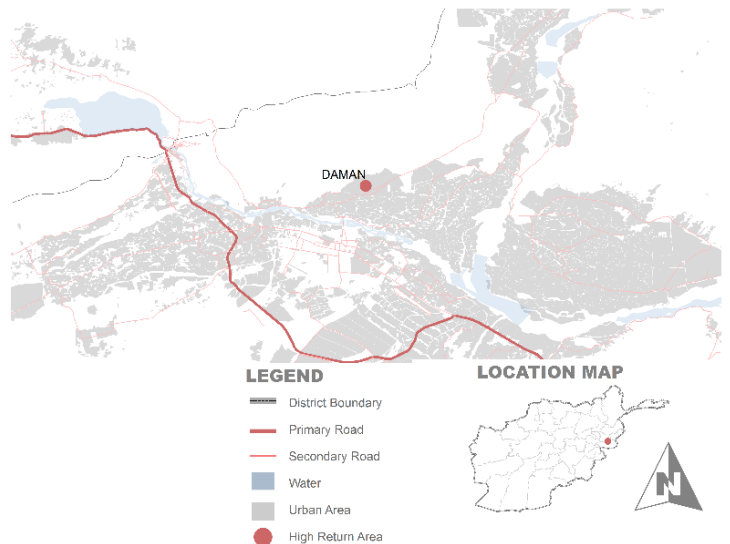 DAMAN
LEGEND
District Boundary
Primary Road
Secondary Road
Water
Urban Area
High Return Area
LOCATION MAP
N